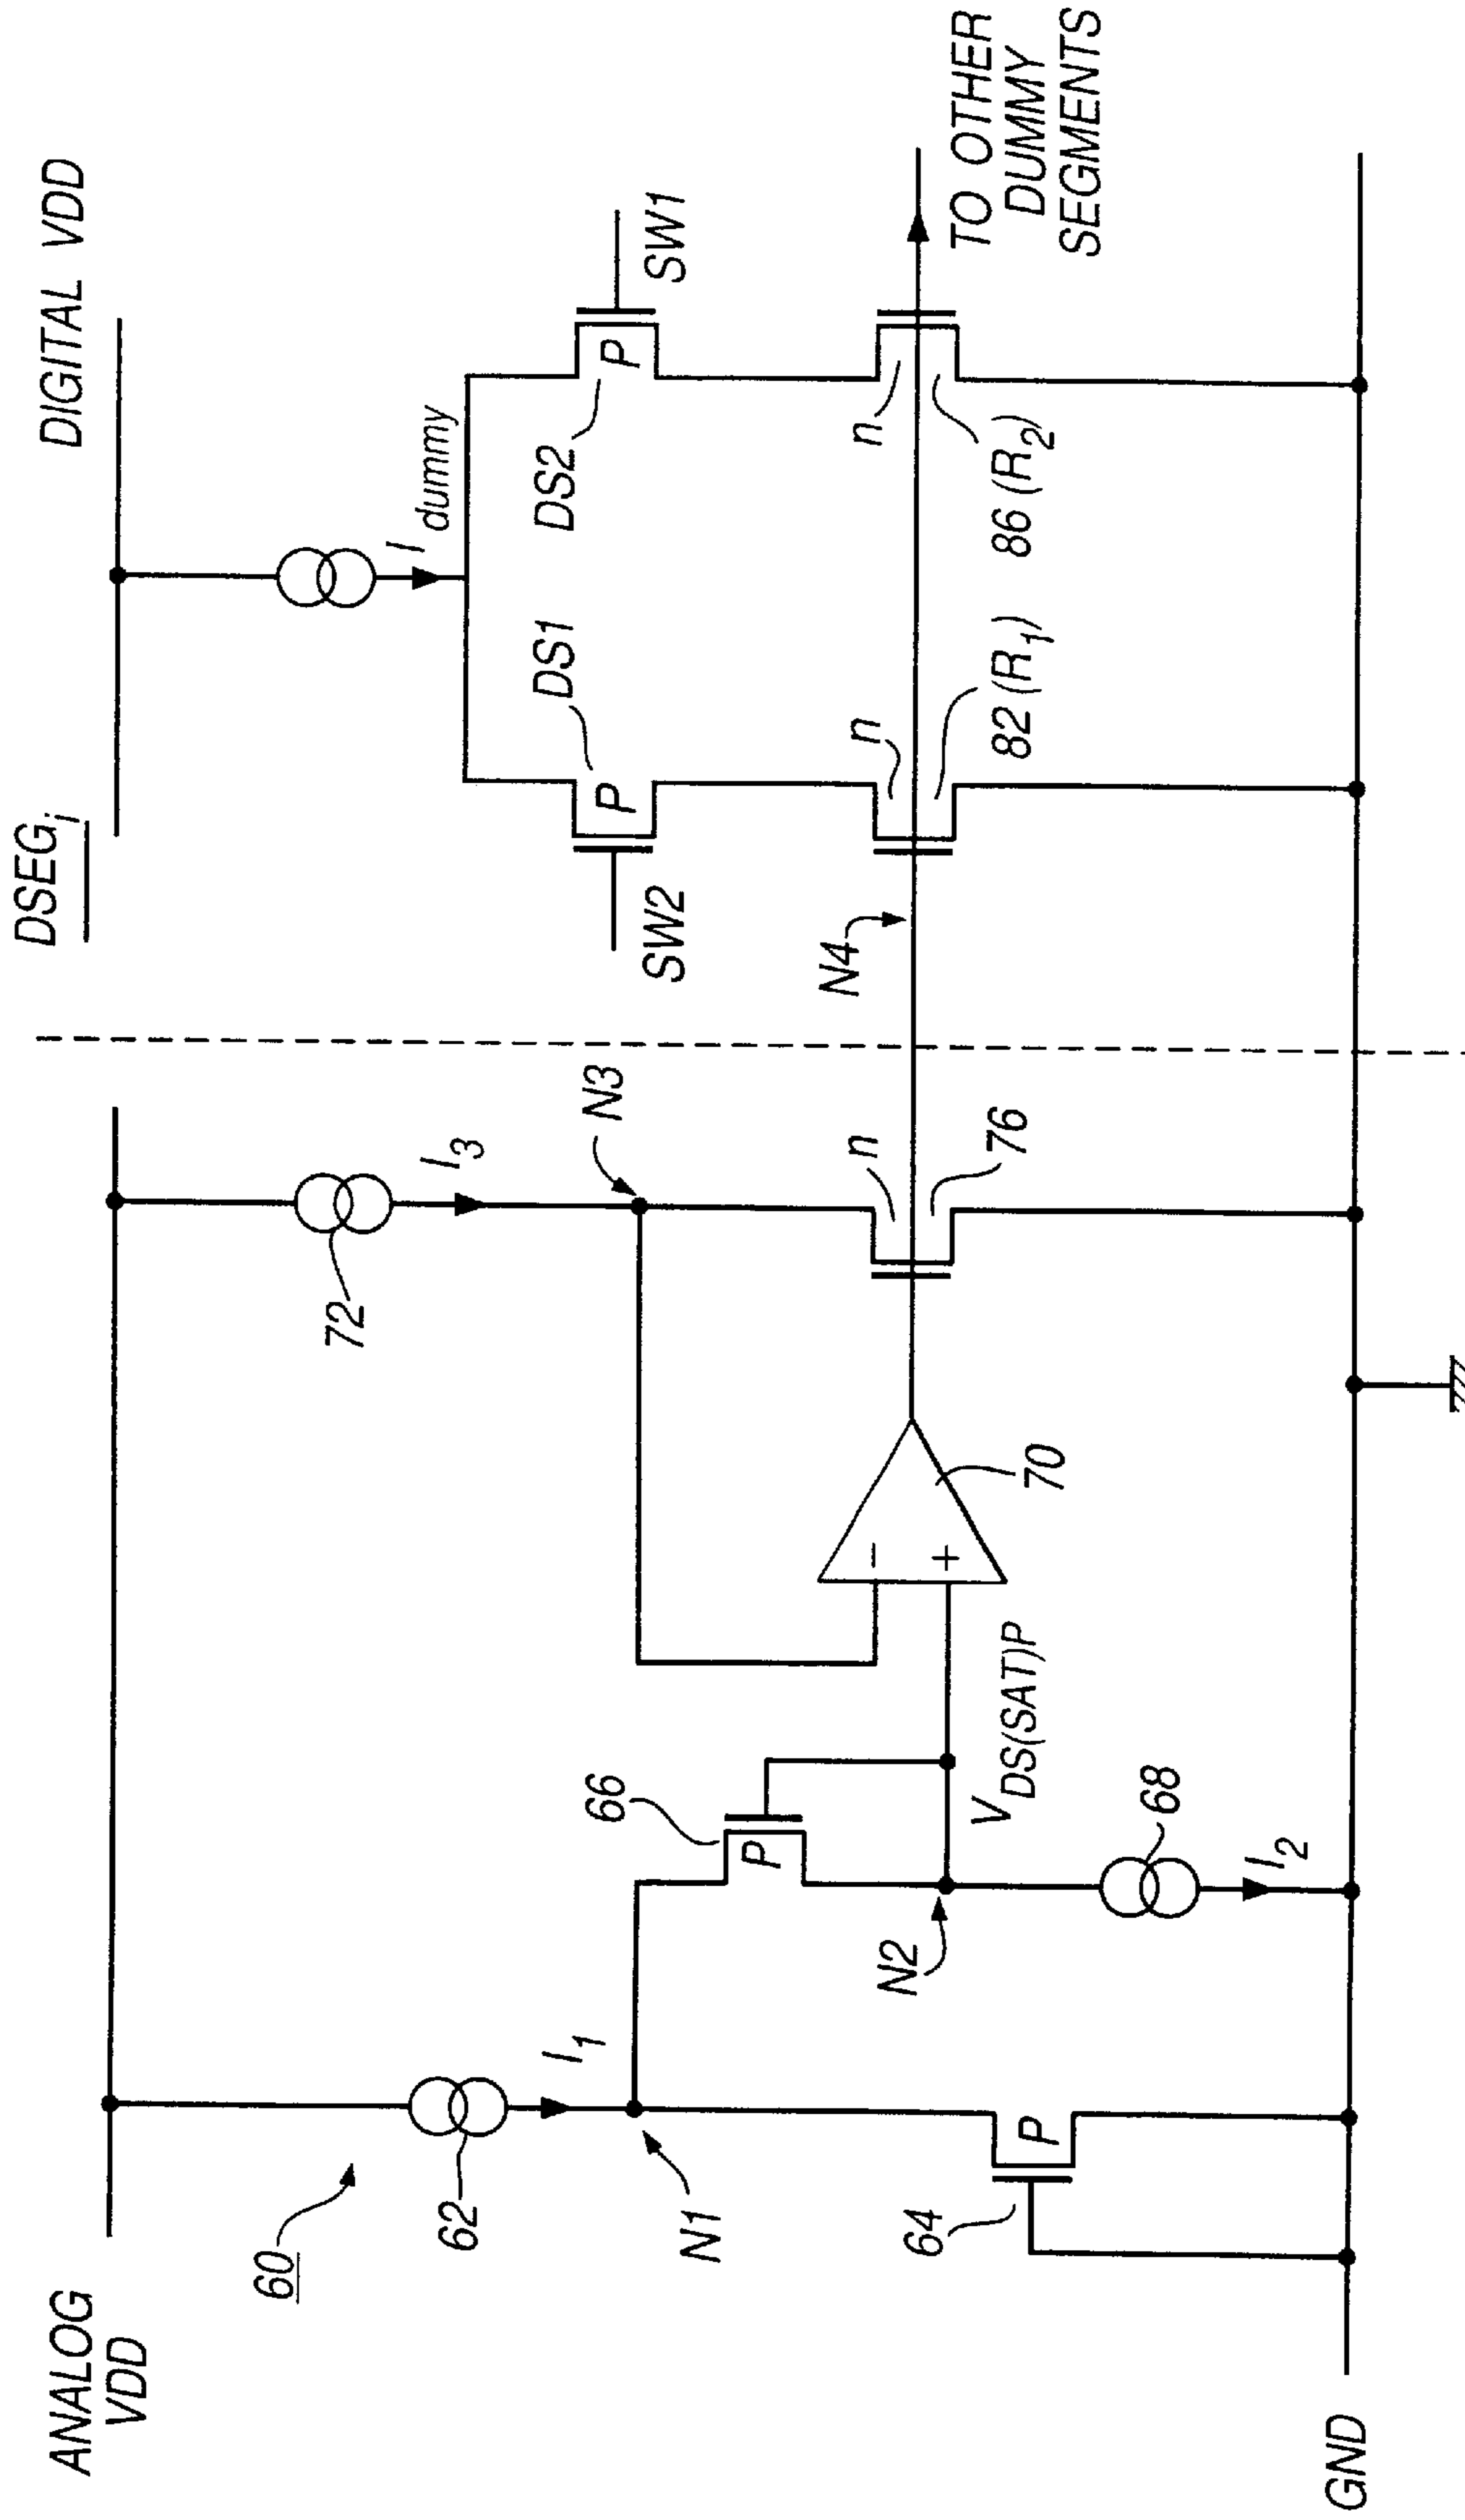 ANALOG
VDD
60
62
I1
N1
64
GND
66
P
P
N2
VDS(SAT)P
68
I2
−
+
70
72
I3
N3
n
76
DSEGi
DIGITAL VDD
Idummy
SW2
P
DS1
DS2
P
SW1
N4
n
82 (R1)
n
86 (R2)
TO OTHER
DUMMY
SEGMENTS